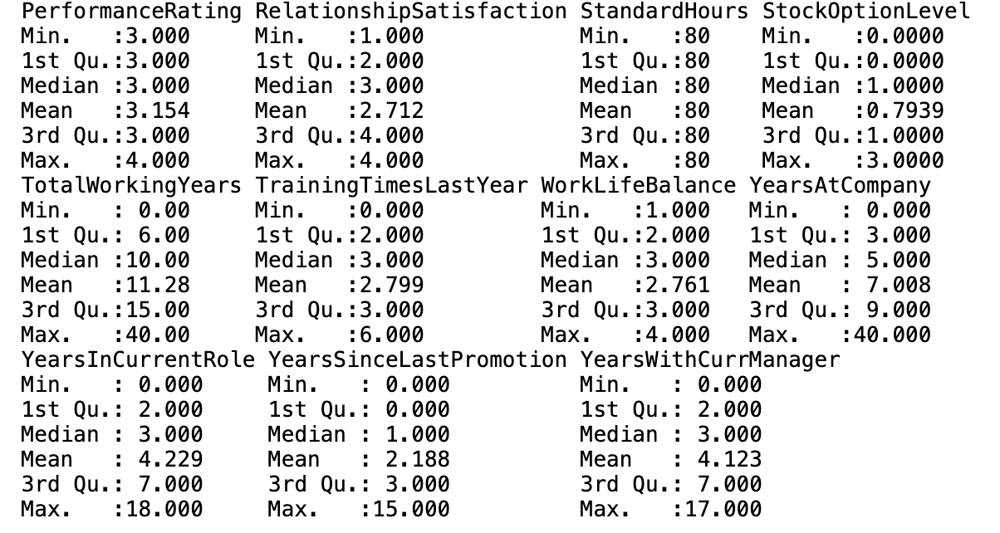 PerformanceRating RelationshipSatisfaction StandardHours StockOptionLevel
Min.   :3.000     Min.   :1.000            Min.   :80    Min.   :0.0000
1st Qu.:3.000     1st Qu.:2.000            1st Qu.:80    1st Qu.:0.0000
Median :3.000     Median :3.000            Median :80    Median :1.0000
Mean   :3.154     Mean   :2.712            Mean   :80    Mean   :0.7939
3rd Qu.:3.000     3rd Qu.:4.000            3rd Qu.:80    3rd Qu.:1.0000
Max.   :4.000     Max.   :4.000            Max.   :80    Max.   :3.0000
TotalWorkingYears TrainingTimesLastYear WorkLifeBalance YearsAtCompany
Min.   : 0.00     Min.   :0.000         Min.   :1.000   Min.   : 0.000
1st Qu.: 6.00     1st Qu.:2.000         1st Qu.:2.000   1st Qu.: 3.000
Median :10.00     Median :3.000         Median :3.000   Median : 5.000
Mean   :11.28     Mean   :2.799         Mean   :2.761   Mean   : 7.008
3rd Qu.:15.00     3rd Qu.:3.000         3rd Qu.:3.000   3rd Qu.: 9.000
Max.   :40.00     Max.   :6.000         Max.   :4.000   Max.   :40.000
YearsInCurrentRole YearsSinceLastPromotion YearsWithCurrManager
Min.   : 0.000     Min.   : 0.000          Min.   : 0.000
1st Qu.: 2.000     1st Qu.: 0.000          1st Qu.: 2.000
Median : 3.000     Median : 1.000          Median : 3.000
Mean   : 4.229     Mean   : 2.188          Mean   : 4.123
3rd Qu.: 7.000     3rd Qu.: 3.000          3rd Qu.: 7.000
Max.   :18.000     Max.   :15.000          Max.   :17.000